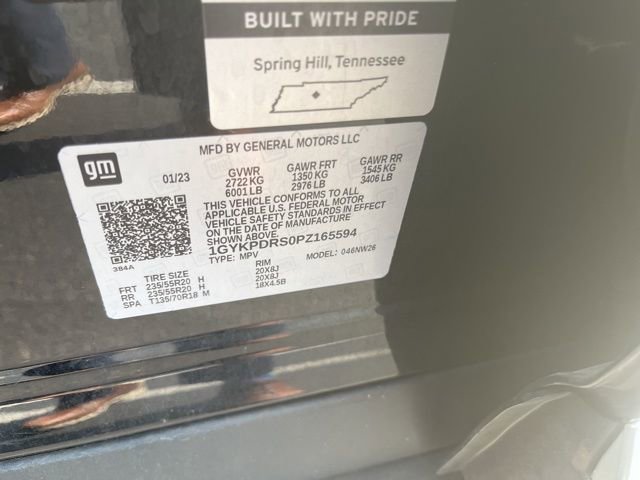 BUILT WITH PRIDE
Spring Hill, Tennessee
MFD BY GENERAL MOTORS LLC
gm
01/23 GVWR GAWR FRT GAWR RR
2722 KG 1350 KG 1545 KG
6001 LB 2976 LB 3406 LB
THIS VEHICLE CONFORMS TO ALL
APPLICABLE U.S. FEDERAL MOTOR
VEHICLE SAFETY STANDARDS IN EFFECT
ON THE DATE OF MANUFACTURE
SHOWN ABOVE.
1GYKPDRS0PZ165594
TYPE: MPV MODEL: 046NW26
384A
TIRE SIZE RIM
FRT 235/55R20 H 20X8J
RR 235/55R20 H 20X8J
SPA T135/70R18 M 18X4.5B